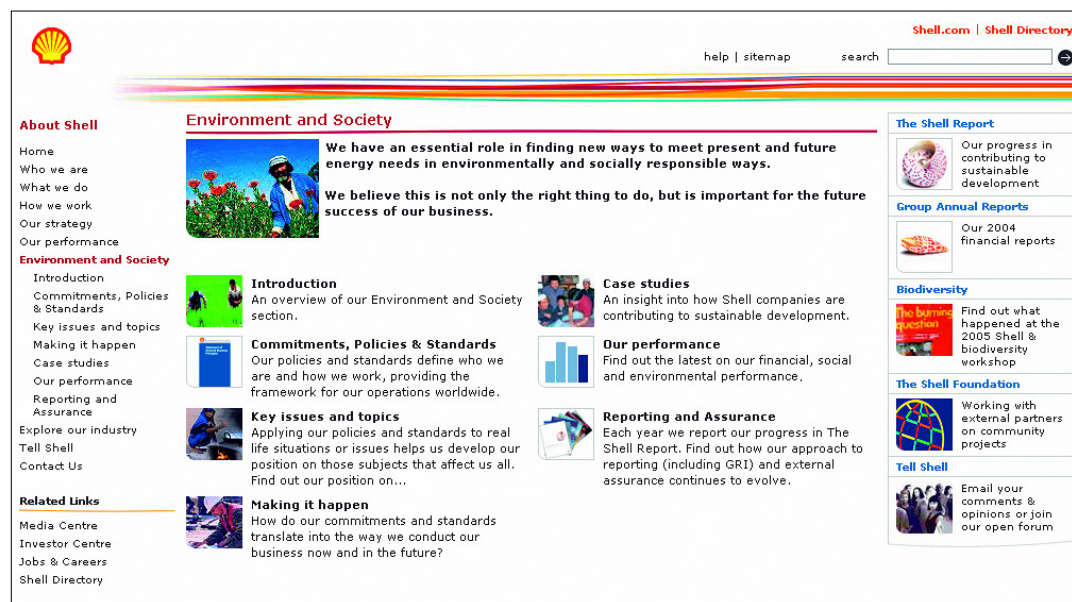 Shell.com | Shell Directory
help | sitemap
search
About Shell
Home
Who we are
What we do
How we work
Our strategy
Our performance
Environment and Society
Introduction
Commitments, Policies
& Standards
Key issues and topics
Making it happen
Case studies
Our performance
Reporting and
Assurance
Explore our industry
Tell Shell
Contact Us
Related Links
Media Centre
Investor Centre
Jobs & Careers
Shell Directory
Environment and Society
We have an essential role in finding new ways to meet present and future
energy needs in environmentally and socially responsible ways.
We believe this is not only the right thing to do, but is important for the future
success of our business.
Introduction
An overview of our Environment and Society
section.
Commitments, Policies & Standards
Our policies and standards define who we
are and how we work, providing the
framework for our operations worldwide.
Key issues and topics
Applying our policies and standards to real
life situations or issues helps us develop our
position on those subjects that affect us all.
Find out our position on...
Making it happen
How do our commitments and standards
translate into the way we conduct our
business now and in the future?
Case studies
An insight into how Shell companies are
contributing to sustainable development.
Our performance
Find out the latest on our financial, social
and environmental performance.
Reporting and Assurance
Each year we report our progress in The
Shell Report. Find out how our approach to
reporting (including GRI) and external
assurance continues to evolve.
The Shell Report
Our progress in
contributing to
sustainable
development
Group Annual Reports
Our 2004
financial reports
Biodiversity
The burning
question
Find out what
happened at the
2005 Shell &
biodiversity
workshop
The Shell Foundation
Working with
external partners
on community
projects
Tell Shell
Email your
comments &
opinions or join
our open forum